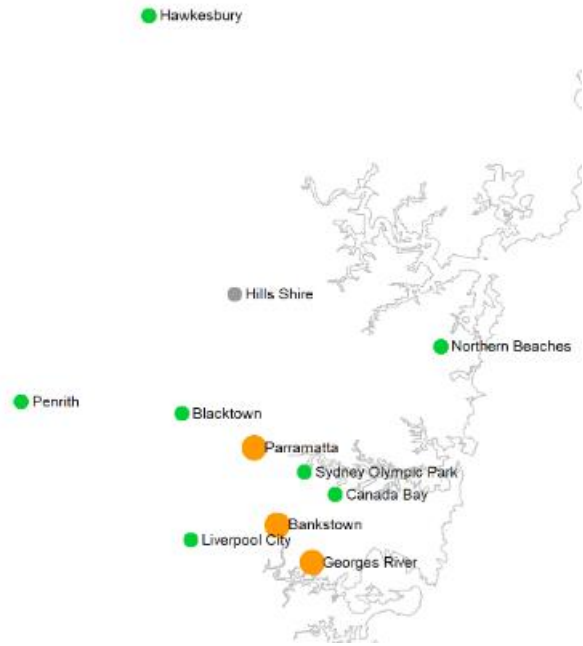 Hawkesbury
Hills Shire
Northern Beaches
Penrith
Blacktown
Parramatta
Sydney Olympic Park
Canada Bay
Bankstown
Liverpool City
Georges River